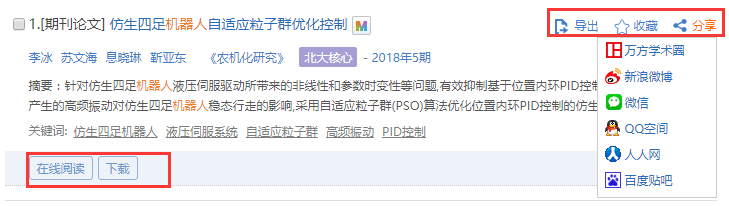 1.[期刊论文] 仿生四足机器人自适应粒子群优化控制 M 导出 收藏 分享
李冰 苏文海 息晓琳 靳亚东 《农机化研究》 北大核心 - 2018年5期
摘要：针对仿生四足机器人液压伺服驱动所带来的非线性和参数时变性等问题,有效抑制基于位置内环PID控制
产生的高频振动对仿生四足机器人稳态行走的影响,采用自适应粒子群(PSO)算法优化位置内环PID控制的仿生
关键词: 仿生四足机器人 液压伺服系统 自适应粒子群 高频振动 PID控制
在线阅读 下载
万方学术圈
新浪微博
微信
QQ空间
人人网
百度贴吧